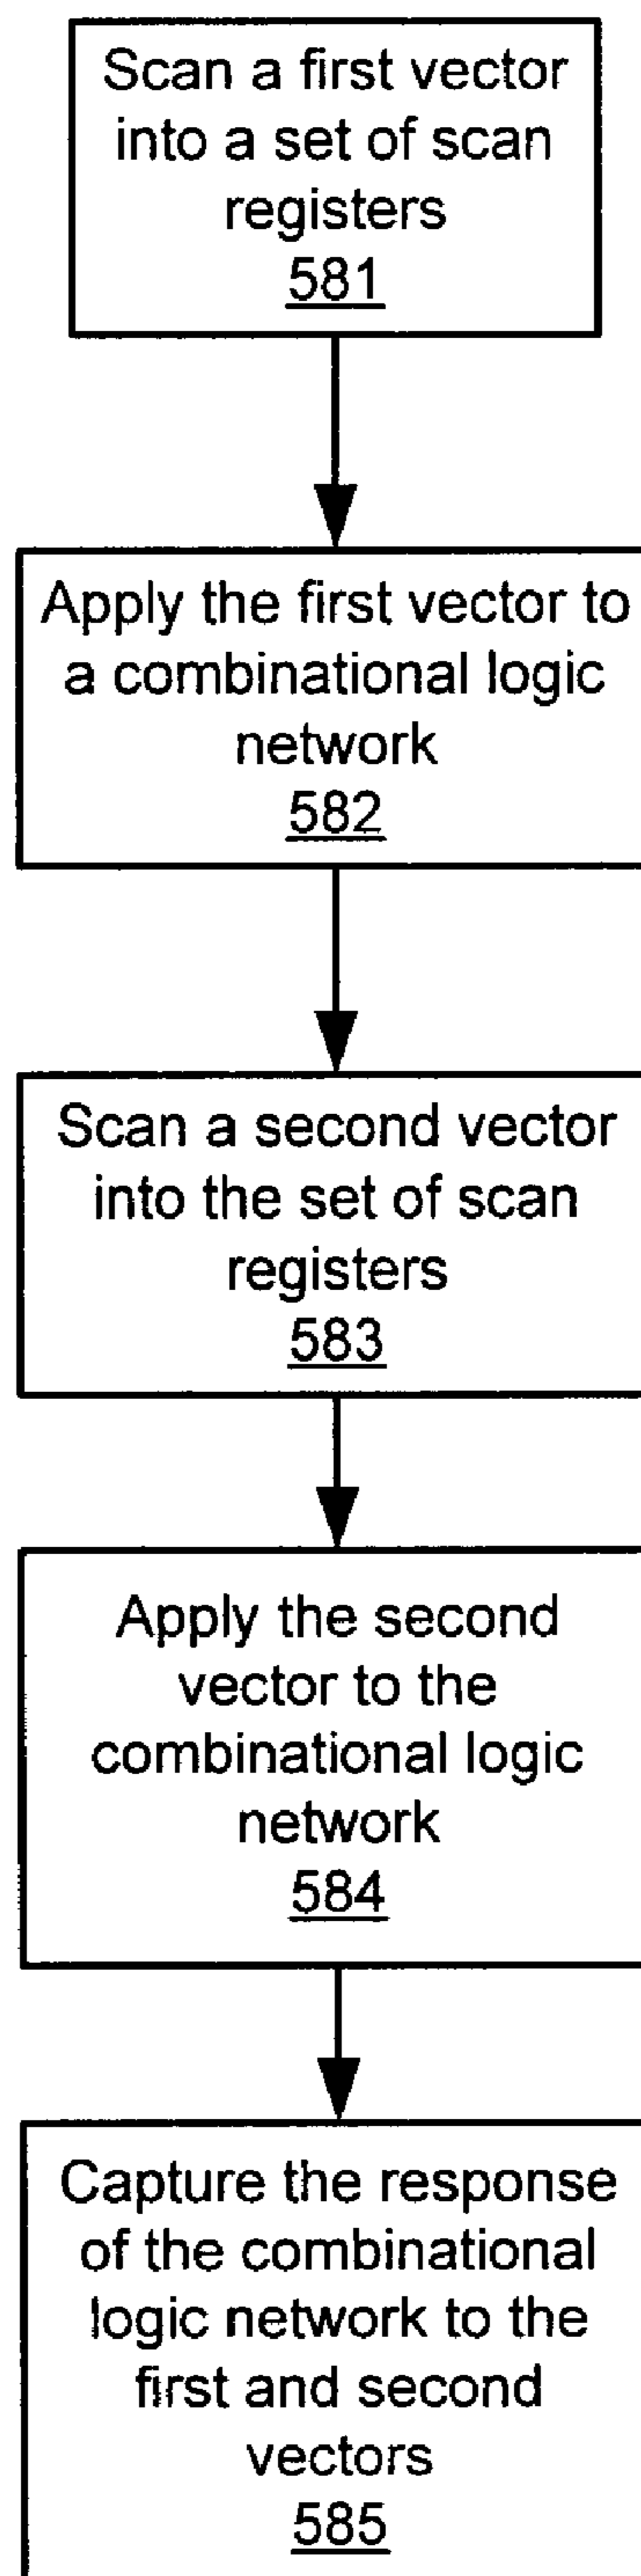 Scan a first vector
into a set of scan
registers
581
Apply the first vector to
a combinational logic
network
582
Scan a second vector
into the set of scan
registers
583
Apply the second
vector to the
combinational logic
network
584
Capture the response
of the combinational
logic network to the
first and second
vectors
585